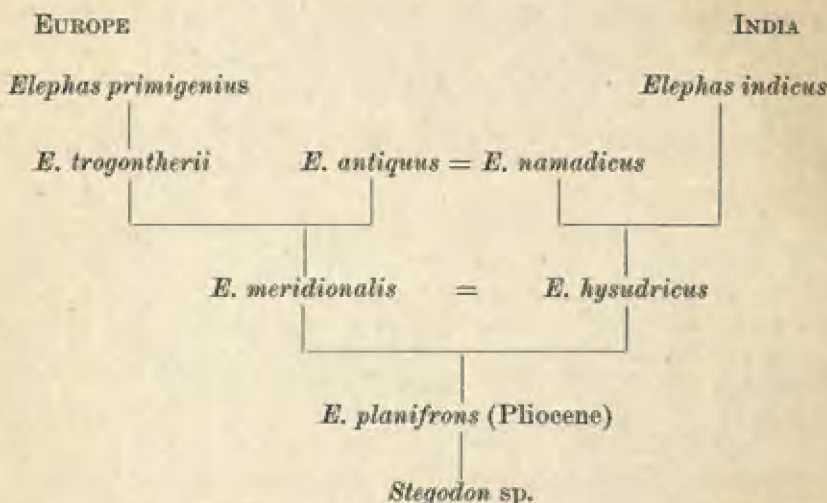 EUROPE INDIA
Elephas primigenius Elephas indicus
E. trogontherii E. antiquus = E. namadicus
E. meridionalis = E. hysudricus
E. planifrons (Pliocene)
Stegodon sp.